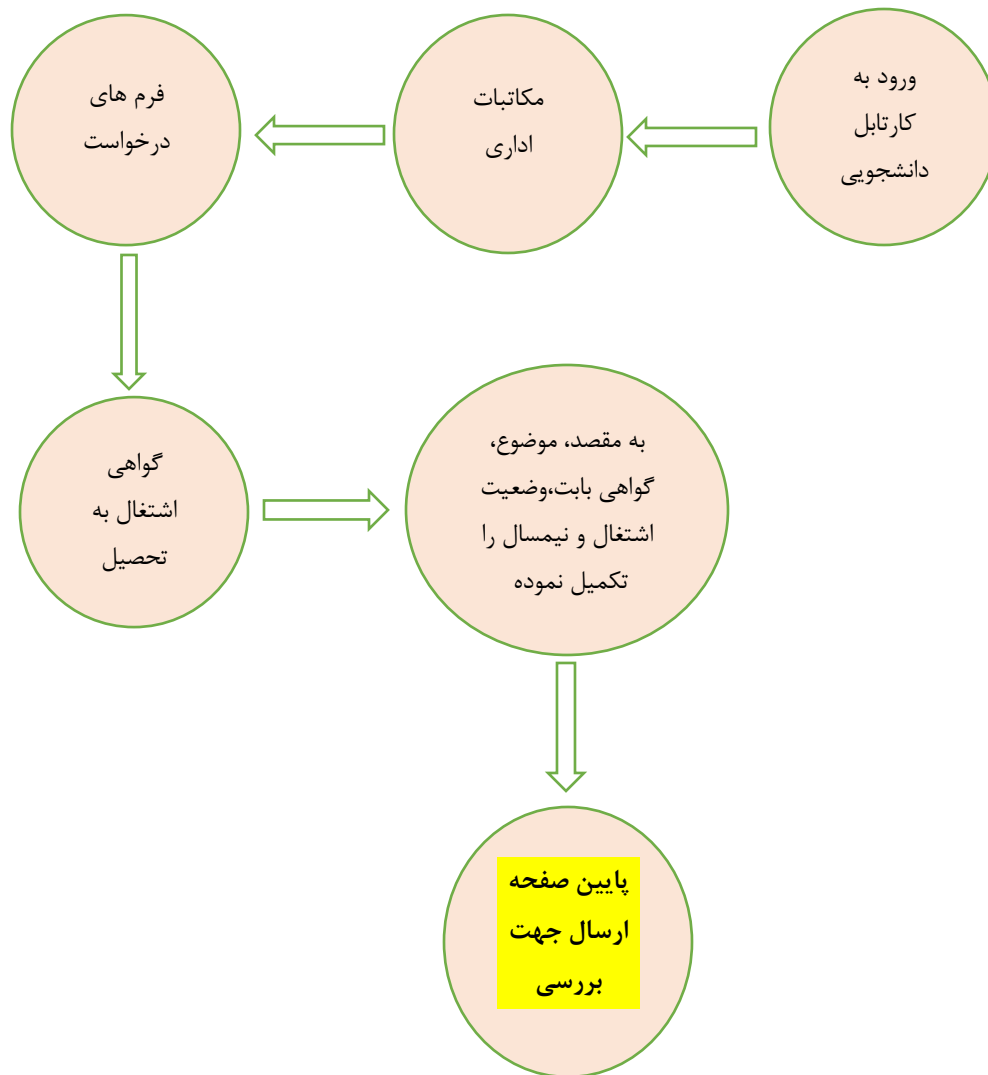 ورود به
کارتابل
دانشجویی
مکاتبات
اداری
فرم های
درخواست
گواهی
اشتغال به
تحصیل
به مقصد، موضوع،
گواهی بابت،وضعیت
اشتغال و نیمسال را
تکمیل نموده
پایین صفحه
ارسال جهت
بررسی